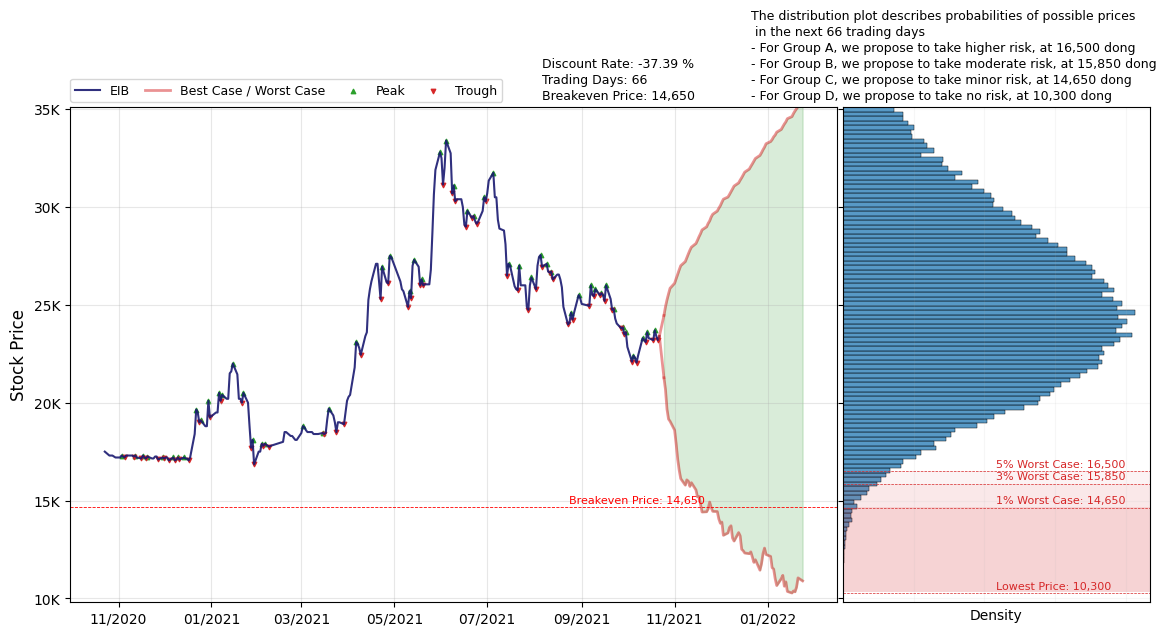 The distribution plot describes probabilities of possible prices
in the next 66 trading days
- For Group A, we propose to take higher risk, at 16,500 dong
- For Group B, we propose to take moderate risk, at 15,850 dong
- For Group C, we propose to take minor risk, at 14,650 dong
- For Group D, we propose to take no risk, at 10,300 dong
Discount Rate: -37.39 %
Trading Days: 66
Breakeven Price: 14,650
EIB
Best Case / Worst Case
Peak
Trough
Stock Price
35K
30K
25K
20K
15K
10K
Breakeven Price: 14,650
5% Worst Case: 16,500
3% Worst Case: 15,850
1% Worst Case: 14,650
Lowest Price: 10,300
11/2020
01/2021
03/2021
05/2021
07/2021
09/2021
11/2021
01/2022
Density